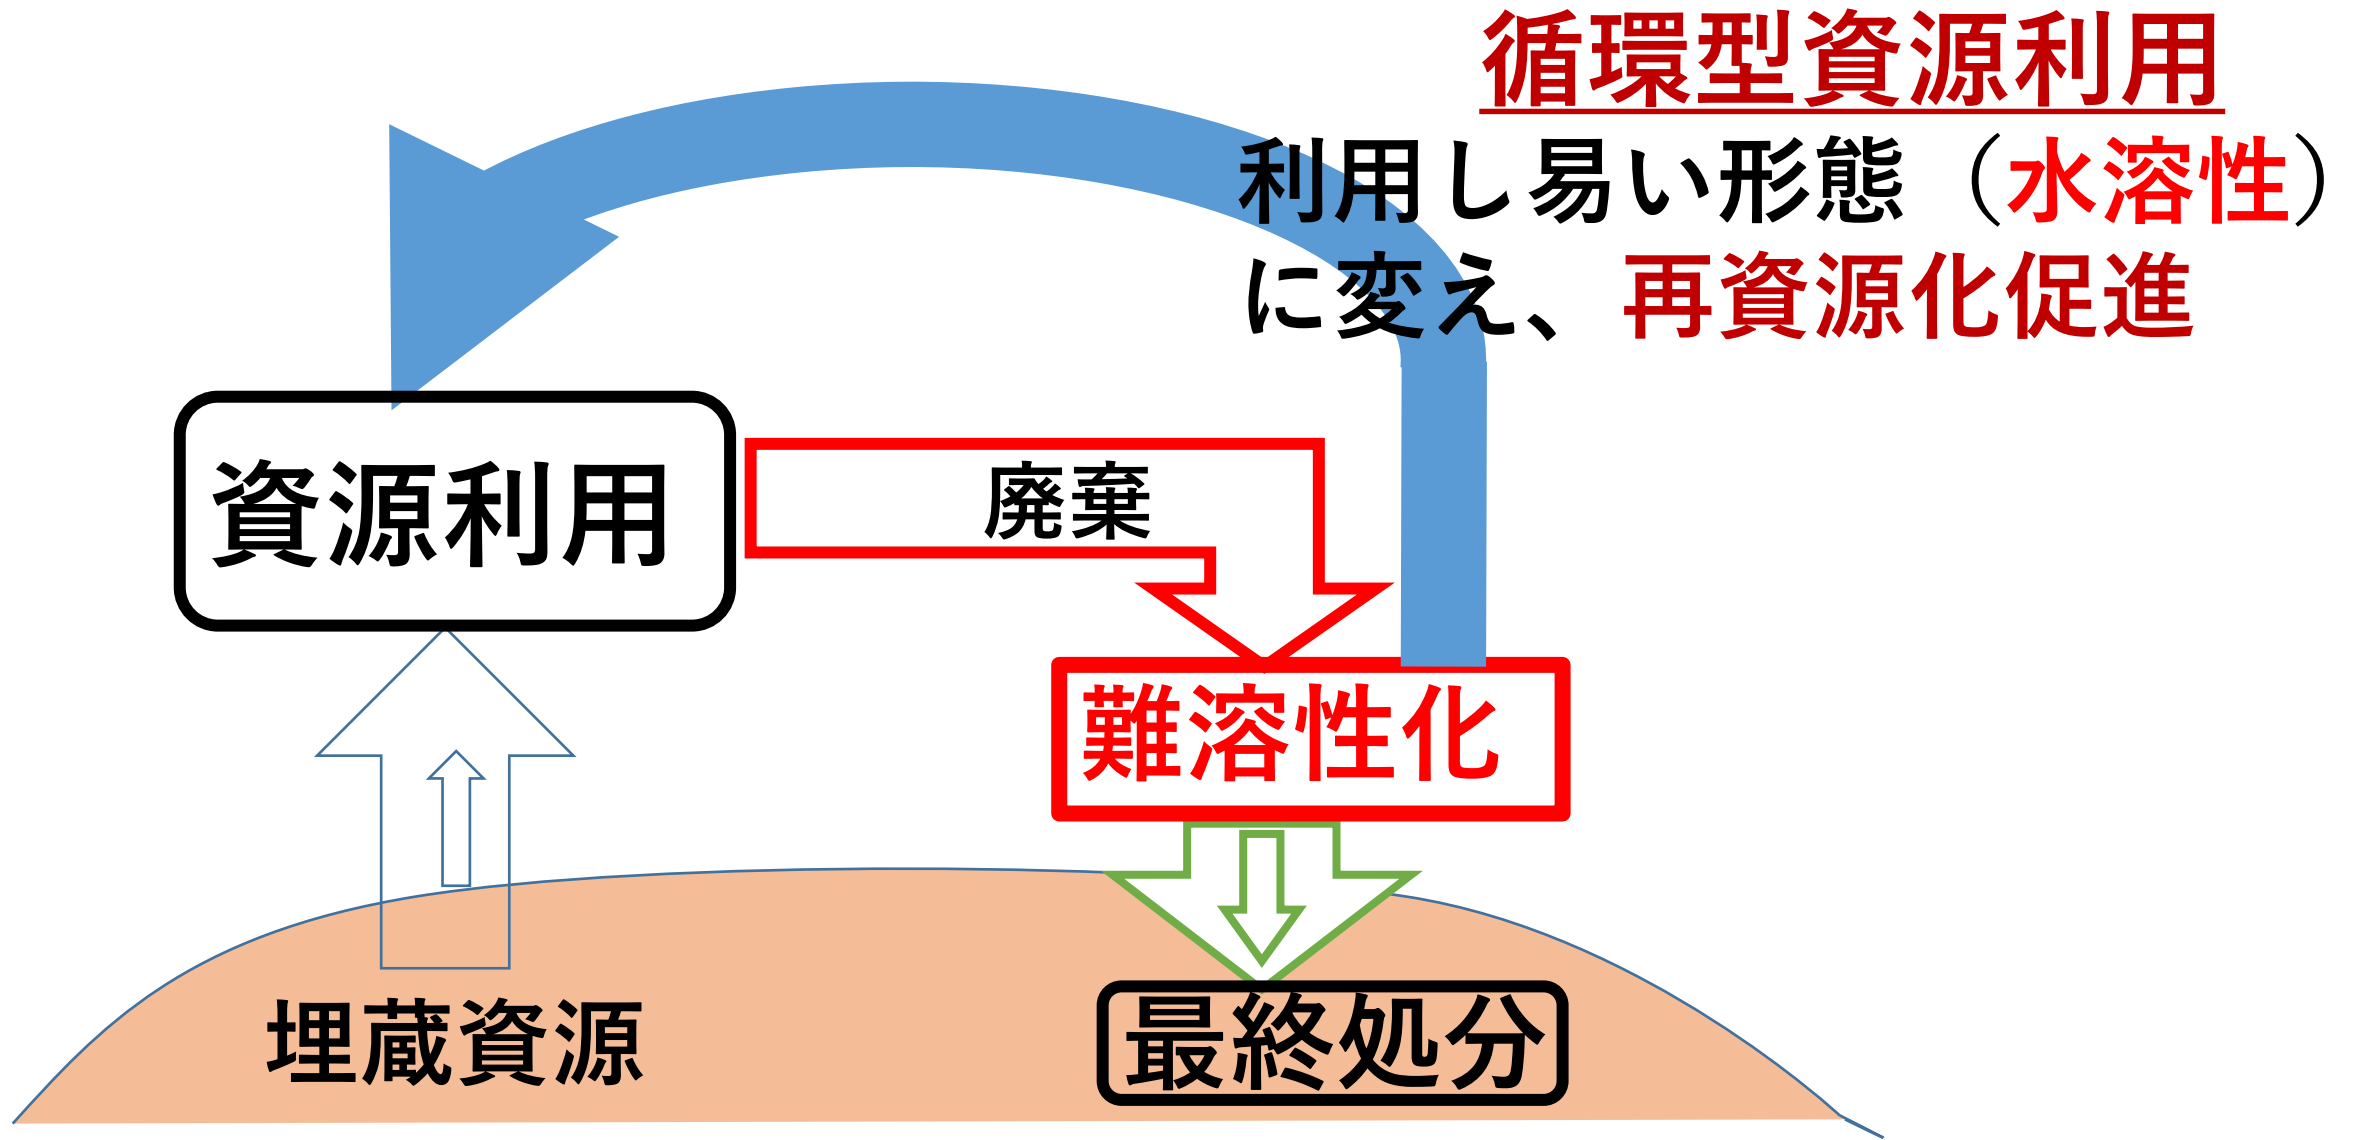 循環型資源利用
利用し易い形態（水溶性）
に変え、再資源化促進
資源利用
廃棄
難溶性化
埋蔵資源
最終処分